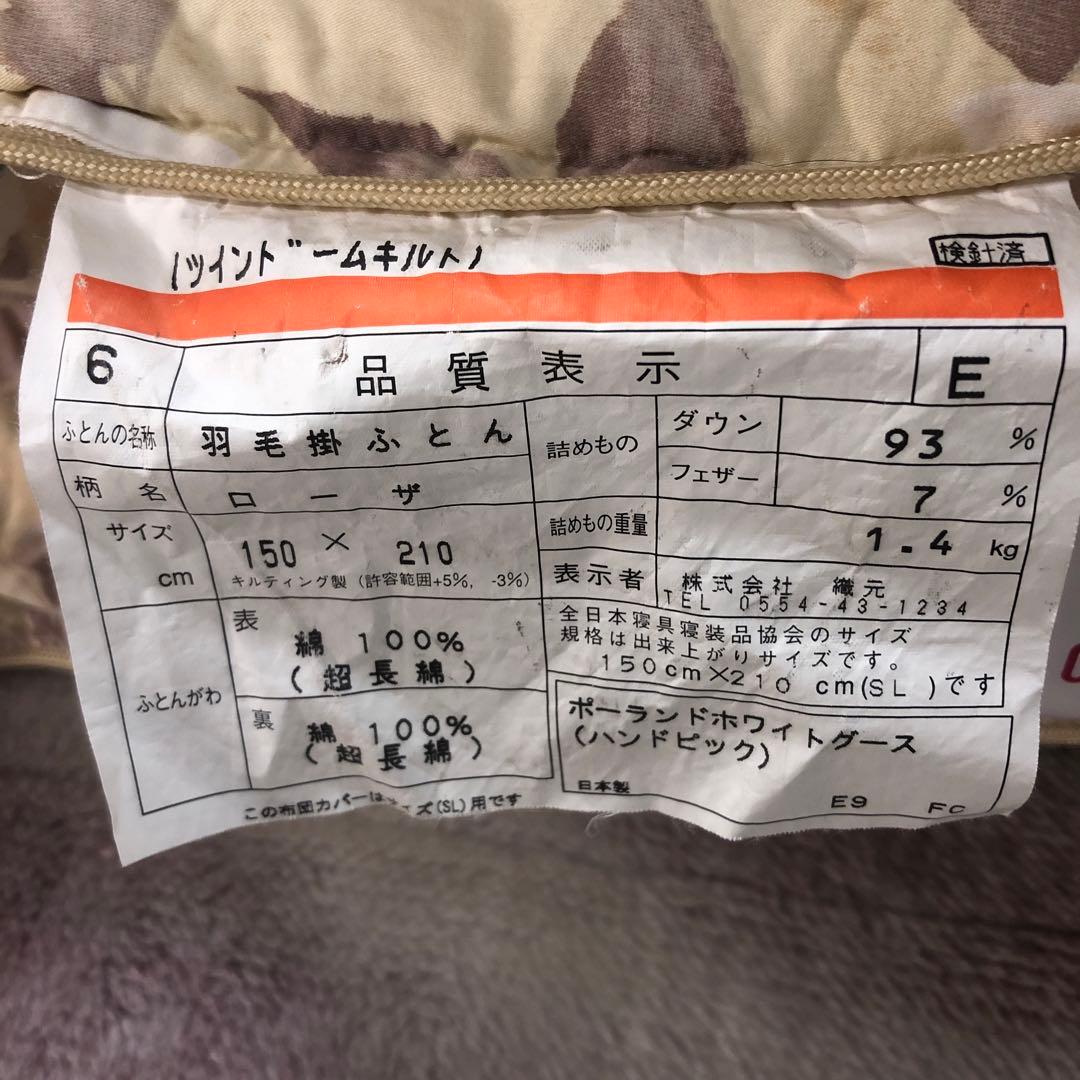 (ツインドームキルト)
検針済
6 品質表示 E
ふとんの名称 羽毛掛ふとん
柄名 ローザ
サイズ cm 150 × 210
キルティング製 (許容範囲+5%, -3%)
ふとんがわ
表 綿 100%
(超長綿)
裏 綿 100%
(超長綿)
詰めもの ダウン 93 %
フェザー 7 %
詰めもの重量 1.4 kg
表示者 株式会社 織元
TEL 0554-43-1234
全日本寝具寝装品協会のサイズ
規格は出来上がりサイズです。
150cm×210 cm(SL )です
ポーランドホワイトグース
(ハンドピック)
日本製 E9
この布団カバーは ズ(SL)用です